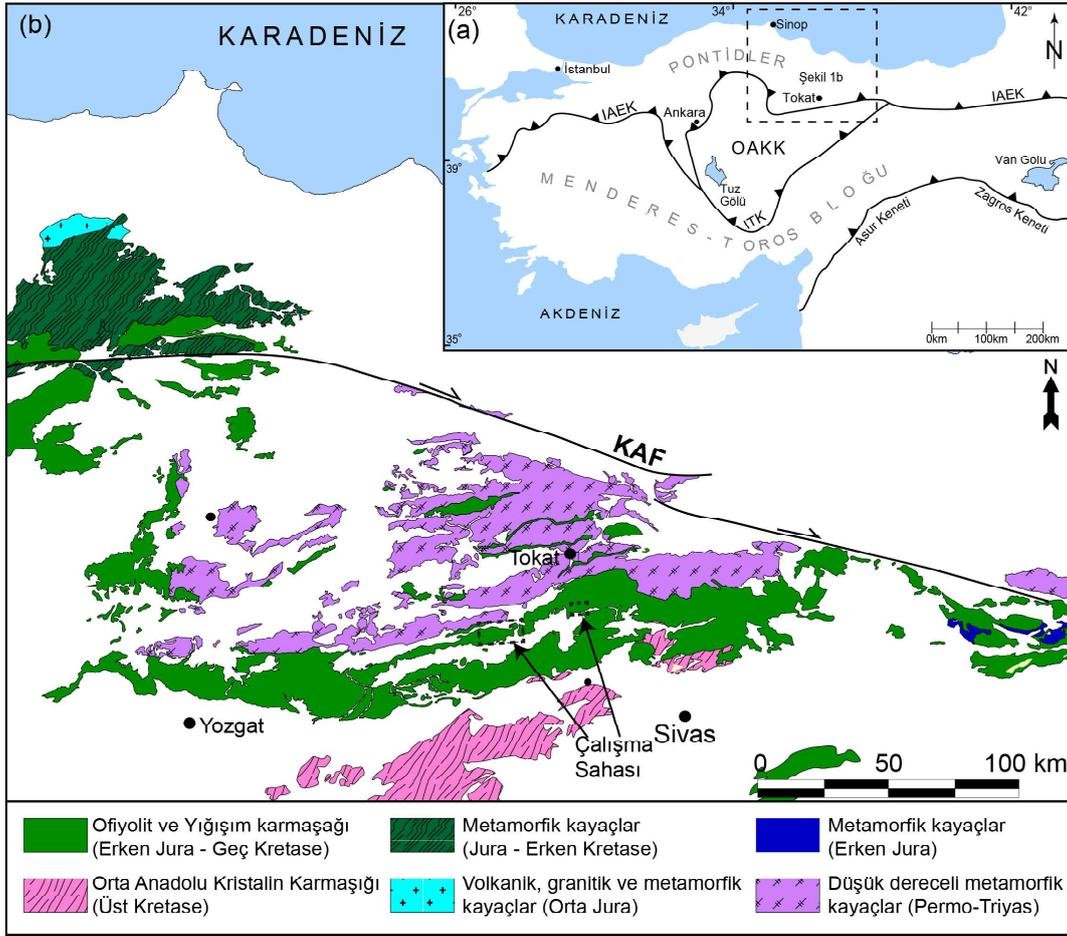 (b)
KARADENİZ
KAF
N
Tokat
Yozgat
Sivas
Çalışma
Sahası
0 50 100 km
(a)
26°
34°
42°
KARADENİZ
Sinop
N
İstanbul
PONTİDLER
Şekil 1b
Tokat
IAEK
IAEK
Ankara
OAKK
39°
Van Gölü
Tuz
Gölü
MENDERES-TOROS BLOĞU
ITK
Asur Keneti
Zagros Keneti
AKDENİZ
35°
0km 100km 200km
Ofiyolit ve Yığışım karmaşağı
(Erken Jura - Geç Kretase)
Metamorfik kayaçlar
(Jura - Erken Kretase)
Metamorfik kayaçlar
(Erken Jura)
Orta Anadolu Kristalin Karmaşığı
(Üst Kretase)
Volkanik, granitik ve metamorfik
kayaçlar (Orta Jura)
Düşük dereceli metamorfik
kayaçlar (Permo-Triyas)